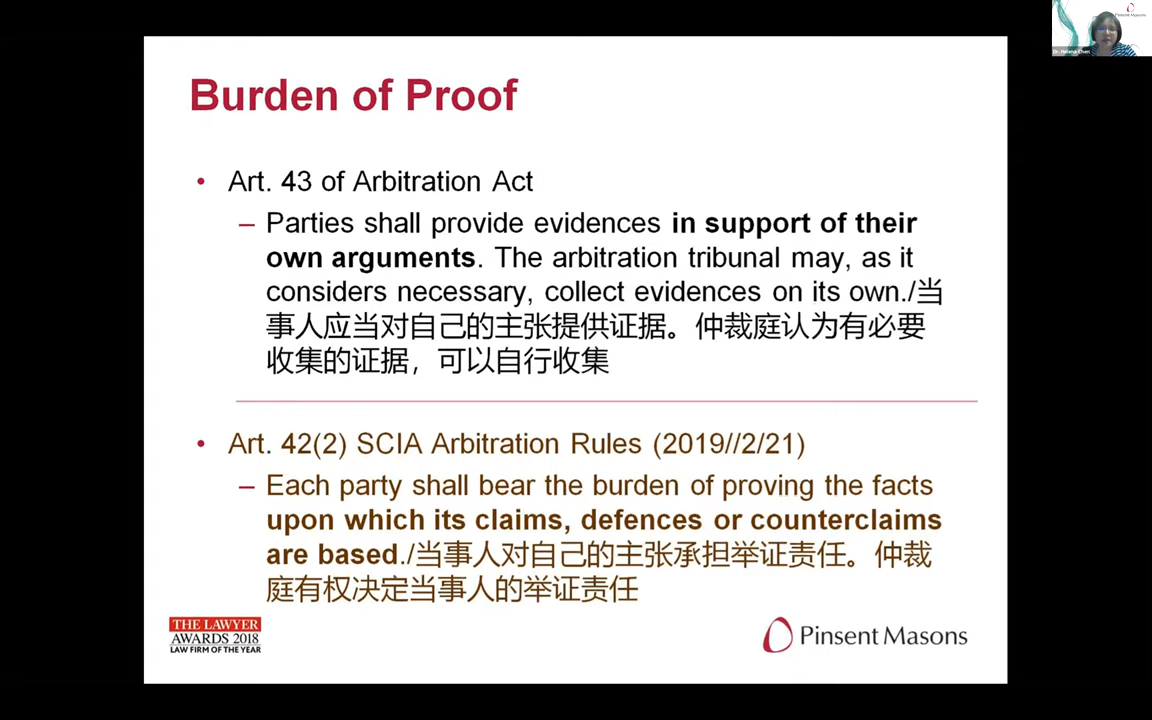 Pinsent Masons
Dr. Helena Chen
Burden of Proof
• Art. 43 of Arbitration Act
– Parties shall provide evidences in support of their
own arguments. The arbitration tribunal may, as it
considers necessary, collect evidences on its own./当
事人应当对自己的主张提供证据。仲裁庭认为有必要
收集的证据，可以自行收集
• Art. 42(2) SCIA Arbitration Rules (2019//2/21)
– Each party shall bear the burden of proving the facts
upon which its claims, defences or counterclaims
are based./当事人对自己的主张承担举证责任。仲裁
庭有权决定当事人的举证责任
THE LAWYER
AWARDS 2018
LAW FIRM OF THE YEAR
Pinsent Masons